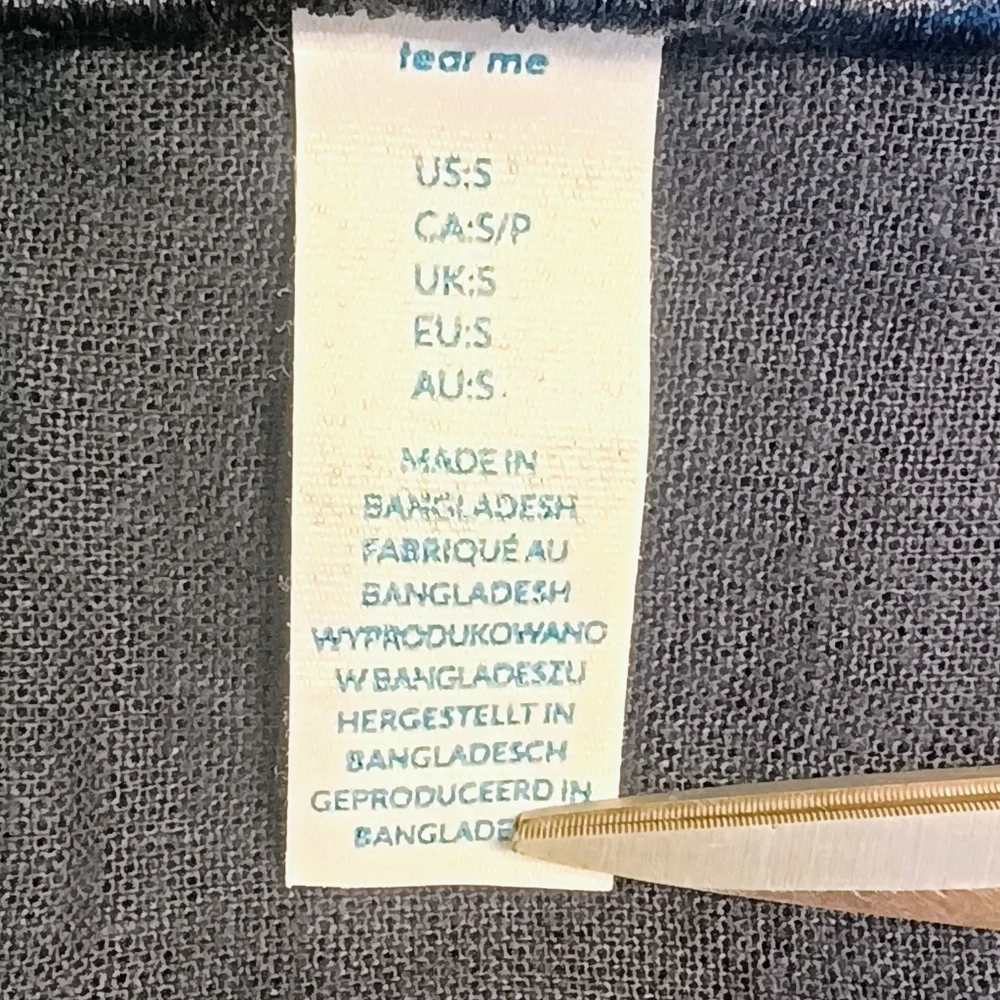 tear me
US:S
CA:S/P
UK:S
EU:S
AU:S
MADE IN
BANGLADESH
FABRIQUÉ AU
BANGLADESH
WYPRODUKOWANO
W BANGLADESZU
HERGESTELLT IN
BANGLADESCH
GEPRODUCEERD IN
BANGLADE